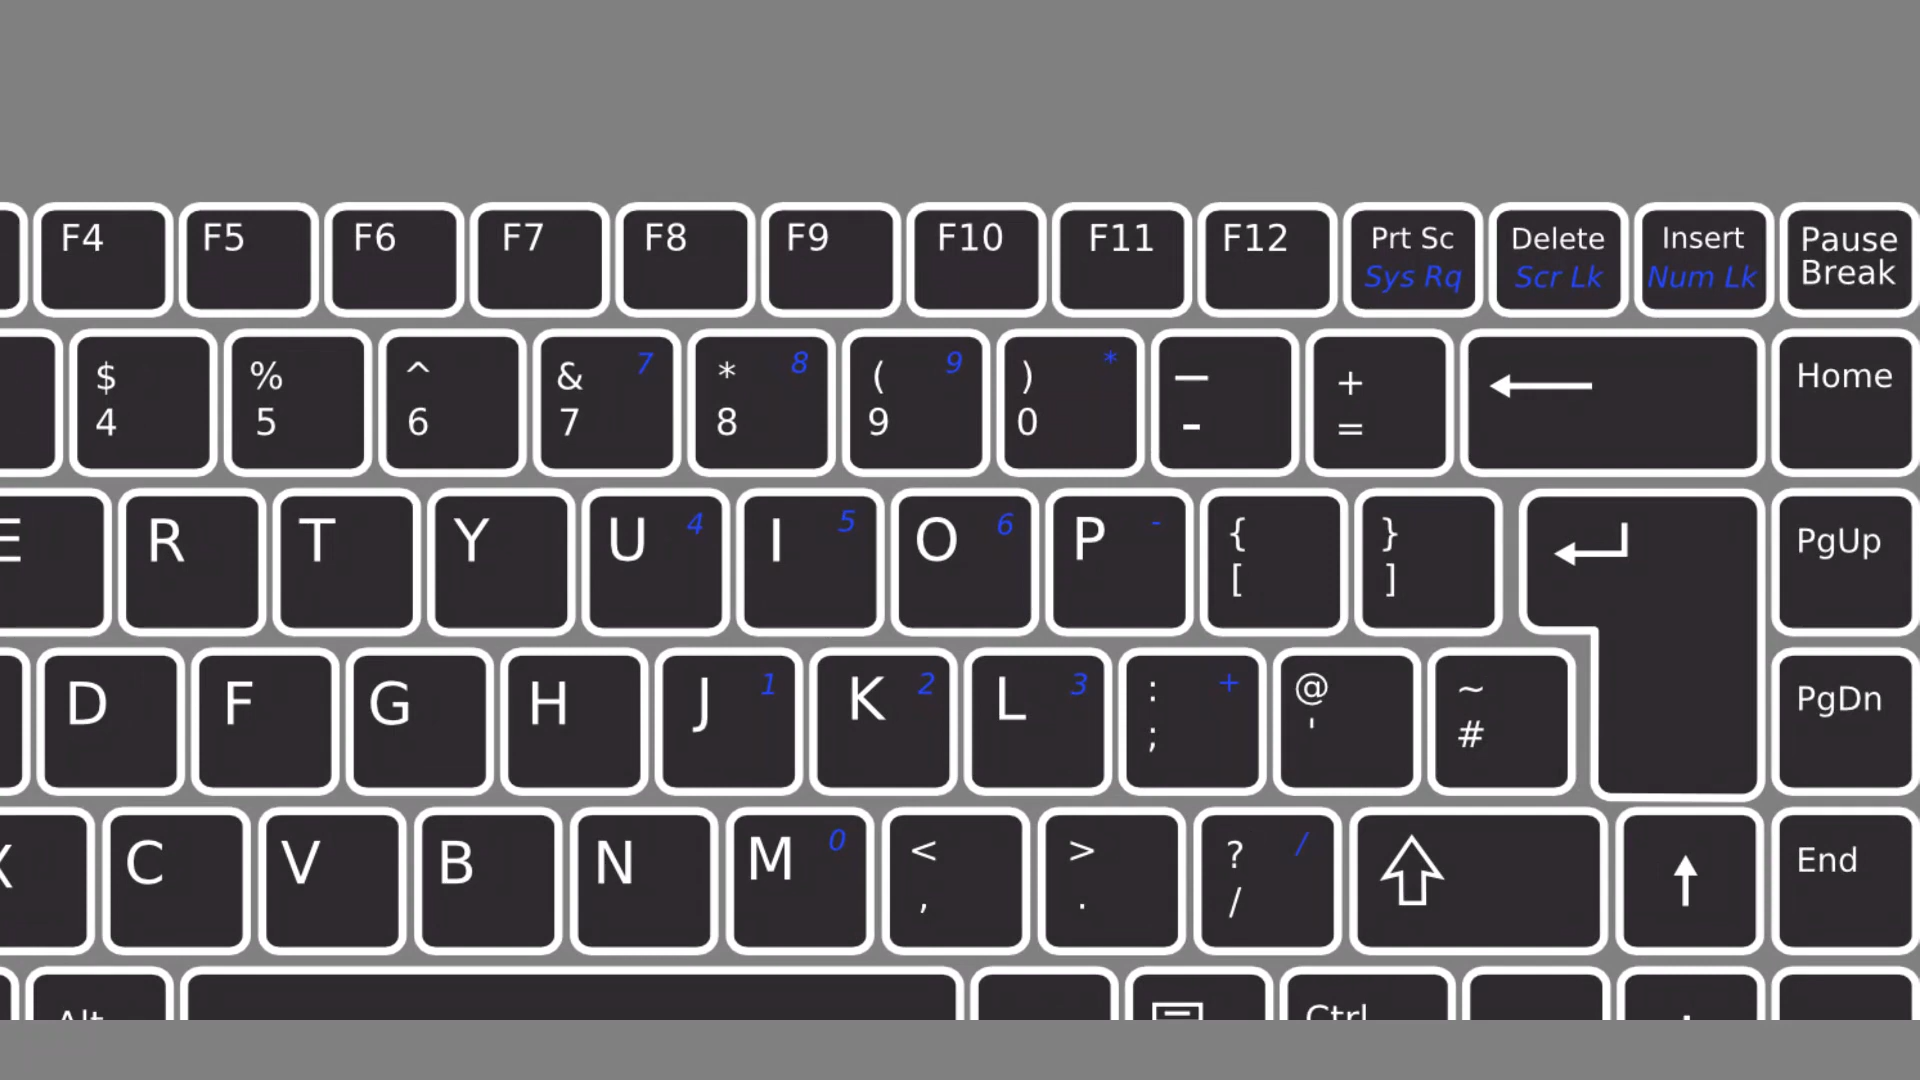 F4 F5 F6 F7 F8 F9 F10 F11 F12 Prt Sc Delete Insert Pause
Sys Rq Scr Lk Num Lk Break
$ % ^ & 7 * 8 ( 9 ) * — + Home
4 5 6 7 8 9 0 - =
E R T Y U 4 I 5 O 6 P - { } PgUp
[ ]
D F G H J 1 K 2 L 3 : + @ ~ PgDn
; ' #
X C V B N M 0 < > ? / End
, . /
Alt Ctrl